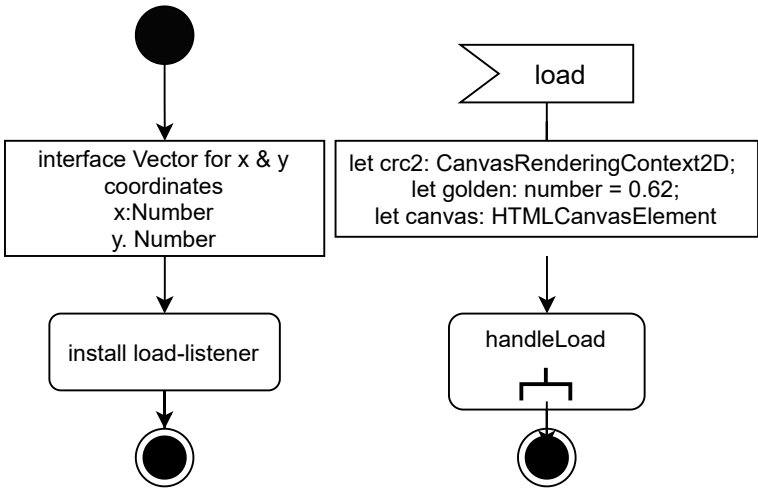 interface Vector for x & y
coordinates
x:Number
y. Number
install load-listener
load
let crc2: CanvasRenderingContext2D;
let golden: number = 0.62;
let canvas: HTMLCanvasElement
handleLoad